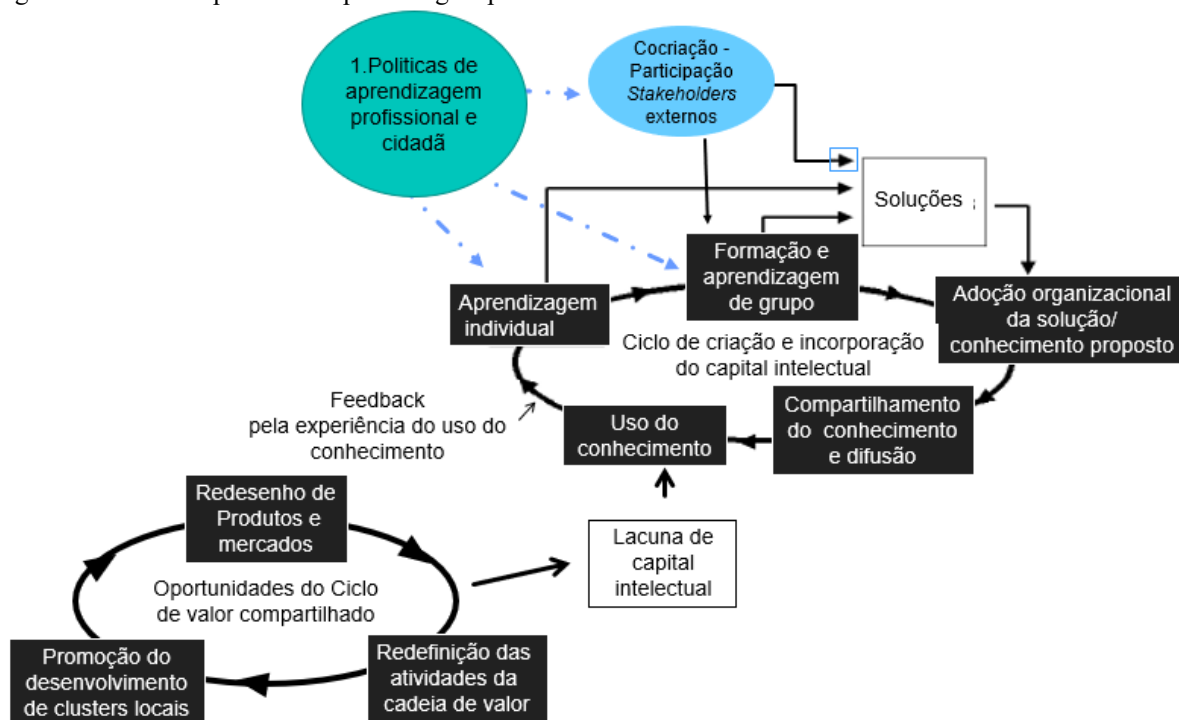 1.Politicas de
aprendizagem
profissional e
cidadã
Cocriação -
Participação
Stakeholders
externos
Soluções ;
Formação e
aprendizagem
de grupo
Aprendizagem
individual
Adoção organizacional
da solução/
conhecimento proposto
Ciclo de criação e incorporação
do capital intelectual
Feedback
pela experiência do uso do
conhecimento
Uso do
conhecimento
Compartilhamento
do conhecimento
e difusão
Redesenho de
Produtos e
mercados
Lacuna de
capital
intelectual
Oportunidades do Ciclo
de valor compartilhado
Promoção do
desenvolvimento
de clusters locais
Redefinição das
atividades da
cadeia de valor